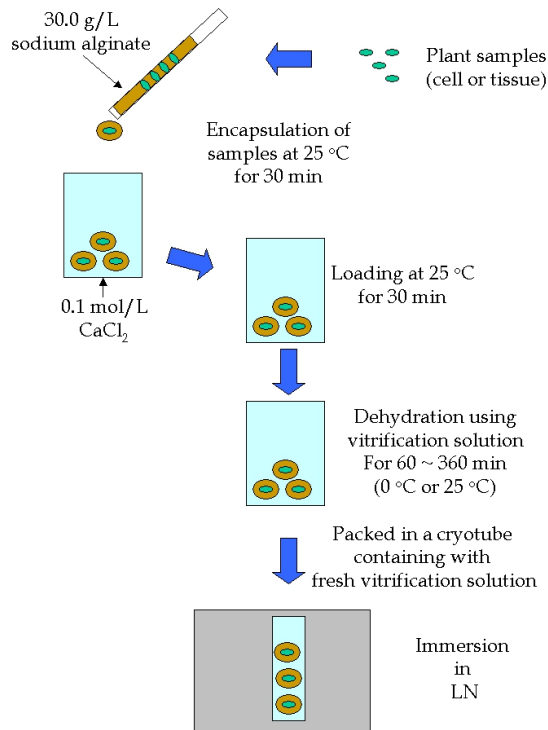 30.0 g/L
sodium alginate
Plant samples
(cell or tissue)
Encapsulation of
samples at 25 °C
for 30 min
0.1 mol/L
CaCl₂
Loading at 25 °C
for 30 min
Dehydration using
vitrification solution
For 60 ~ 360 min
(0 °C or 25 °C)
Packed in a cryotube
containing with
fresh vitrification solution
Immersion
in
LN